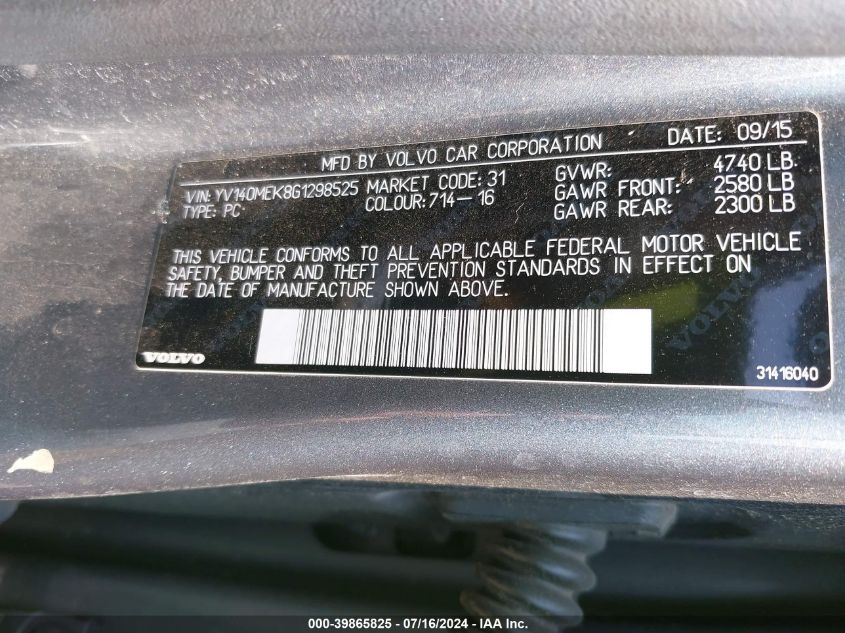 MFD BY VOLVO CAR CORPORATION DATE: 09/15
VIN: YV140MEK8G1298525 MARKET CODE: 31 GVWR: 4740 LB
TYPE: PC COLOUR: 714-16 GAWR FRONT: 2580 LB
GAWR REAR: 2300 LB
THIS VEHICLE CONFORMS TO ALL APPLICABLE FEDERAL MOTOR VEHICLE
SAFETY, BUMPER AND THEFT PREVENTION STANDARDS IN EFFECT ON
THE DATE OF MANUFACTURE SHOWN ABOVE.
VOLVO
31416040
000-39865825 | 07/16/2024 | IAA Inc.